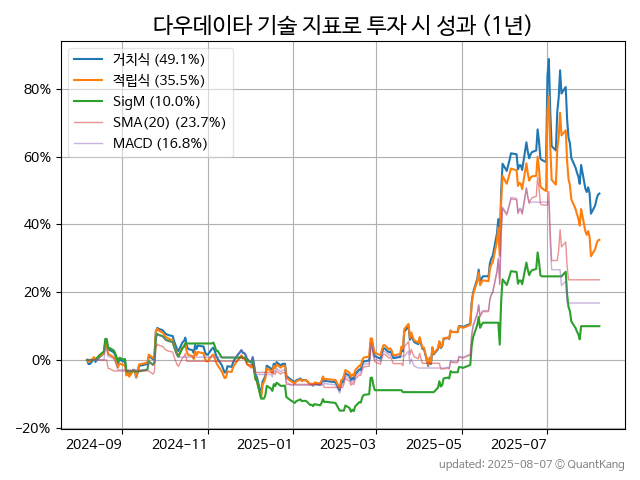 다우데이타 기술 지표로 투자 시 성과 (1년)
거치식 (49.1%)
적립식 (35.5%)
SigM (10.0%)
SMA(20) (23.7%)
MACD (16.8%)
80%
60%
40%
20%
0%
−20%
2024-09 2024-11 2025-01 2025-03 2025-05 2025-07
updated: 2025-08-07 © QuantKang